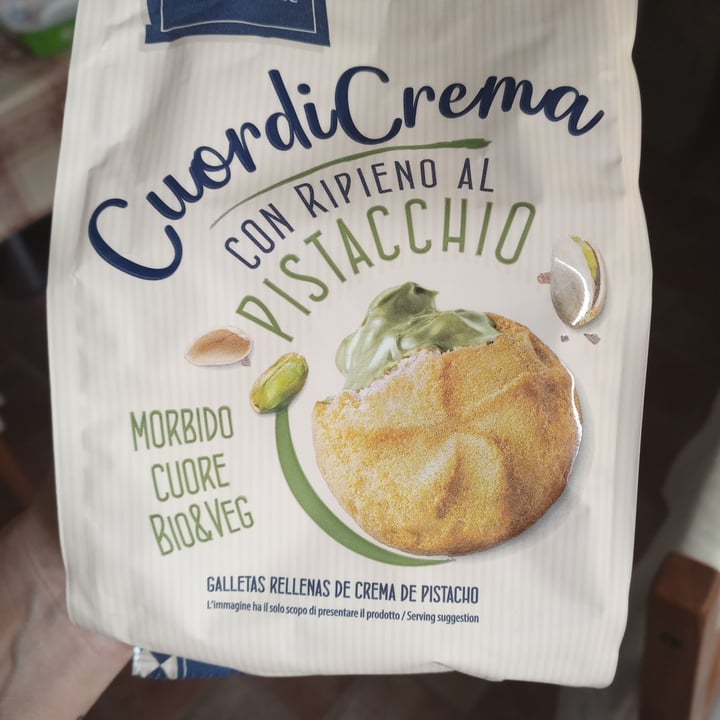 CuordiCrema
CON RIPIENO AL
PISTACCHIO
MORBIDO
CUORE
BIO&VEG
GALLETAS RELLENAS DE CREMA DE PISTACHO
L'immagine ha il solo scopo di presentare il prodotto / Serving suggestion